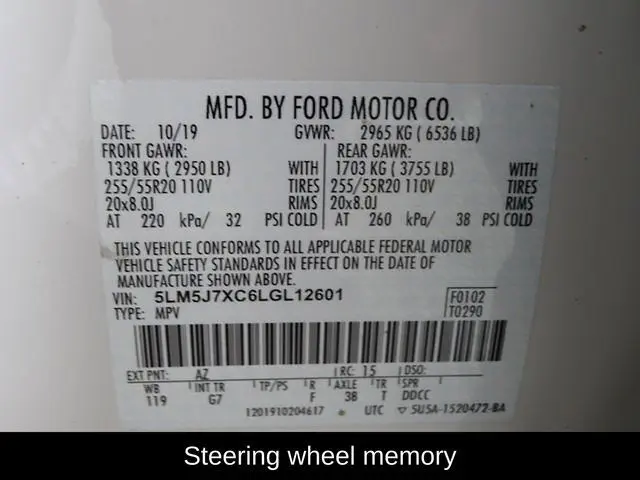 MFD. BY FORD MOTOR CO.
DATE: 10/19 GVWR: 2965 KG ( 6536 LB)
FRONT GAWR: REAR GAWR:
1338 KG ( 2950 LB) WITH 1703 KG ( 3755 LB) WITH
255/55R20 110V TIRES 255/55R20 110V TIRES
20x8.0J RIMS 20x8.0J RIMS
AT 220 kPa/ 32 PSI COLD AT 260 kPa/ 38 PSI COLD
THIS VEHICLE CONFORMS TO ALL APPLICABLE FEDERAL MOTOR
VEHICLE SAFETY STANDARDS IN EFFECT ON THE DATE OF
MANUFACTURE SHOWN ABOVE.
VIN: 5LM5J7XC6LGL12601 F0102
TYPE: MPV T0290
EXT PNT: AZ RC: 15 DSO:
WB INT TR TP/PS R AXLE TR SPR
119 G7 F 38 T DDCC
1201910204617 UTC ▽ 5U5A-1520472-BA
Steering wheel memory